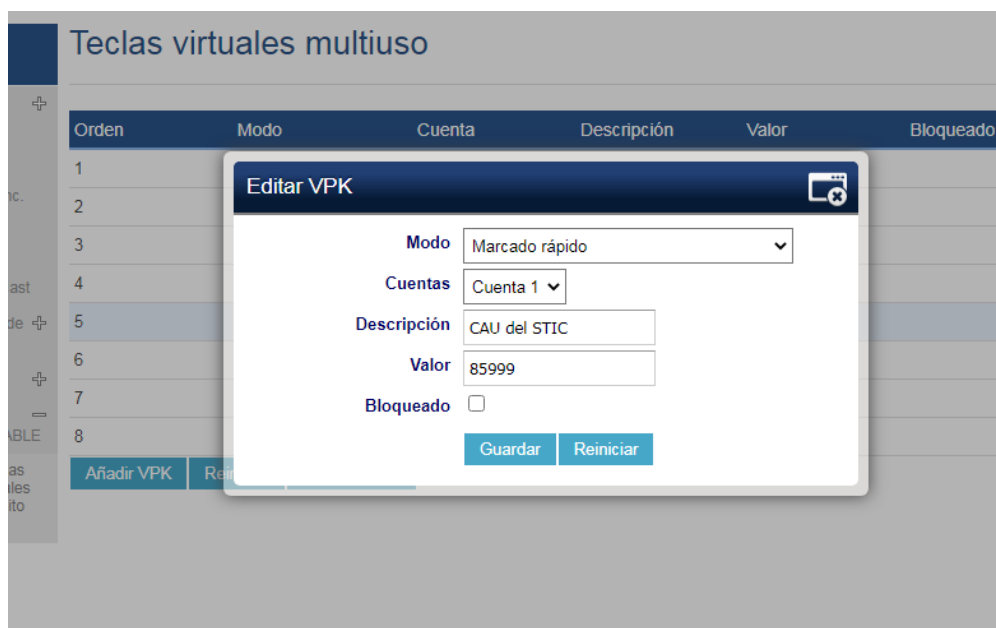 Teclas virtuales multiuso
Orden Modo Cuenta Descripción Valor Bloqueado
1
2
3
4
5
6
7
8
Añadir VPK
Editar VPK
Modo Marcado rápido
Cuentas Cuenta 1
Descripción CAU del STIC
Valor 85999
Bloqueado
Guardar Reiniciar